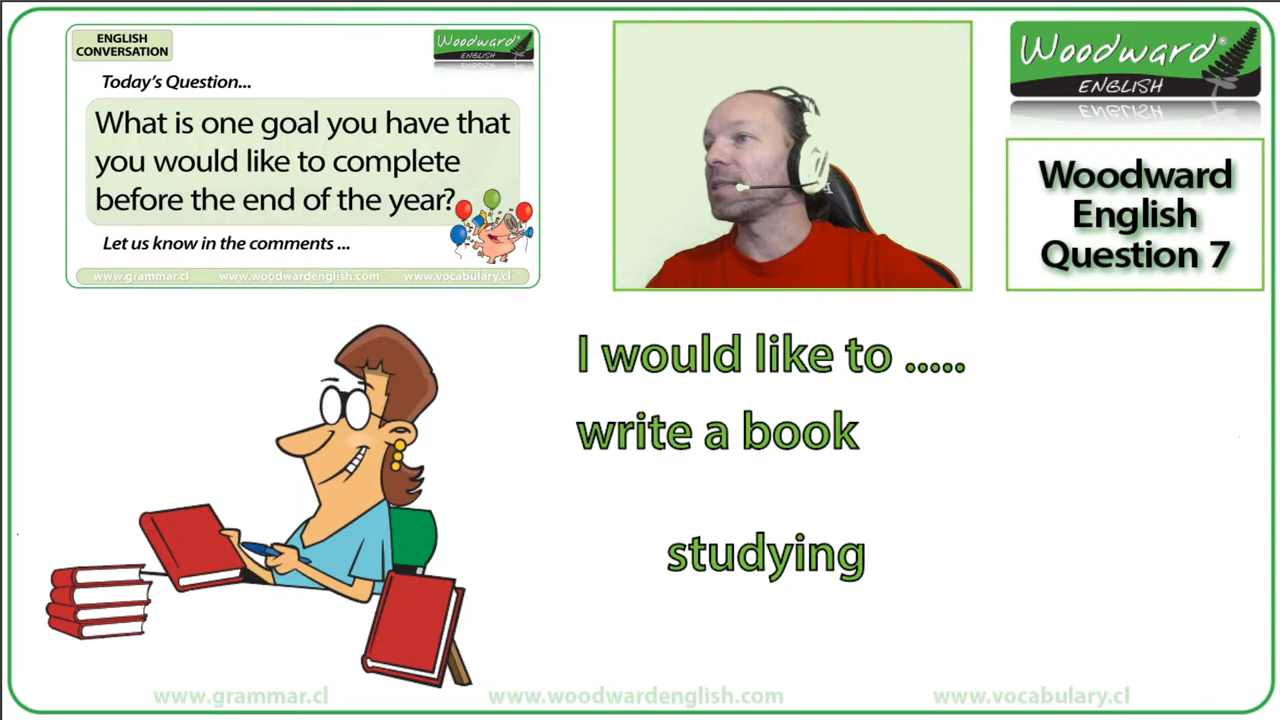 ENGLISH
CONVERSATION
Woodward
ENGLISH
Today's Question...
What is one goal you have that
you would like to complete
before the end of the year?
Let us know in the comments ...
www.grammar.cl www.woodwardenglish.com www.vocabulary.cl
Woodward®
ENGLISH
Woodward
English
Question 7
I would like to .....
write a book
studying
www.grammar.cl www.woodwardenglish.com www.vocabulary.cl